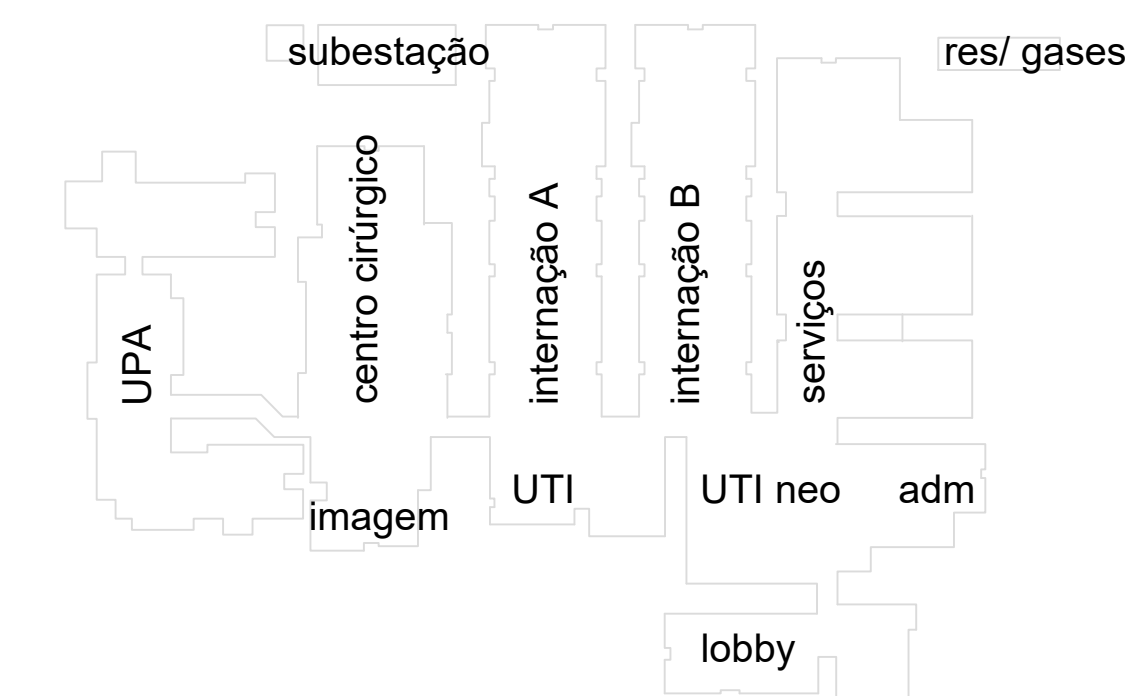 subestação
res/ gases
UPA
centro cirúrgico
internação A
internação B
serviços
UTI
UTI neo
adm
imagem
lobby